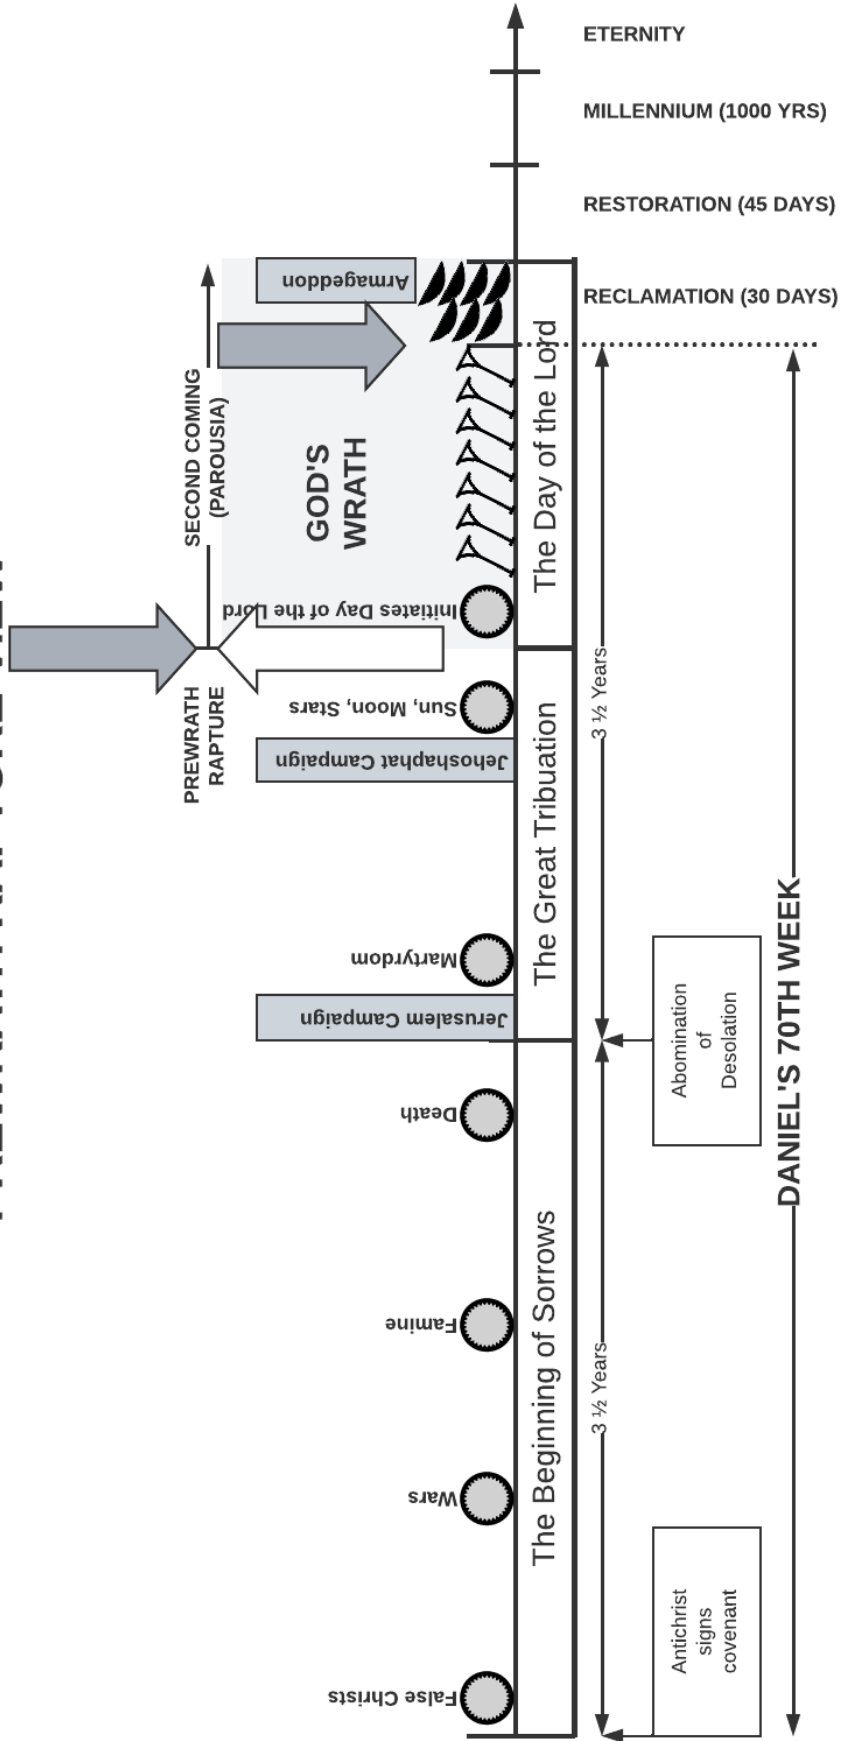 ETERNITY
MILLENNIUM (1000 YRS)
RESTORATION (45 DAYS)
RECLAMATION (30 DAYS)
Armageddon
SECOND COMING
(PAROUSIA)
GOD'S
WRATH
The Day of the Lord
Initiates Day of the Lord
PREWRATH
RAPTURE
Sun, Moon, Stars
Jehoshaphat Campaign
3 ½ Years
The Great Tribuation
Martyrdom
Jerusalem Campaign
Abomination
of
Desolation
DANIEL'S 70TH WEEK
Death
Famine
The Beginning of Sorrows
3 ½ Years
Wars
Antichrist
signs
covenant
False Christs